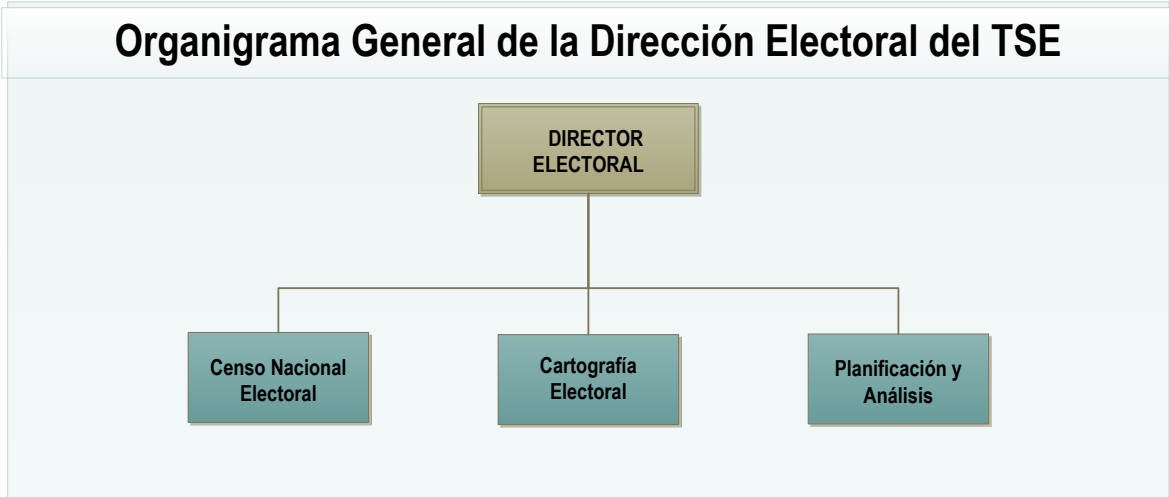 Organigrama General de la Dirección Electoral del TSE
DIRECTOR
ELECTORAL
Censo Nacional
Electoral
Cartografía
Electoral
Planificación y
Análisis